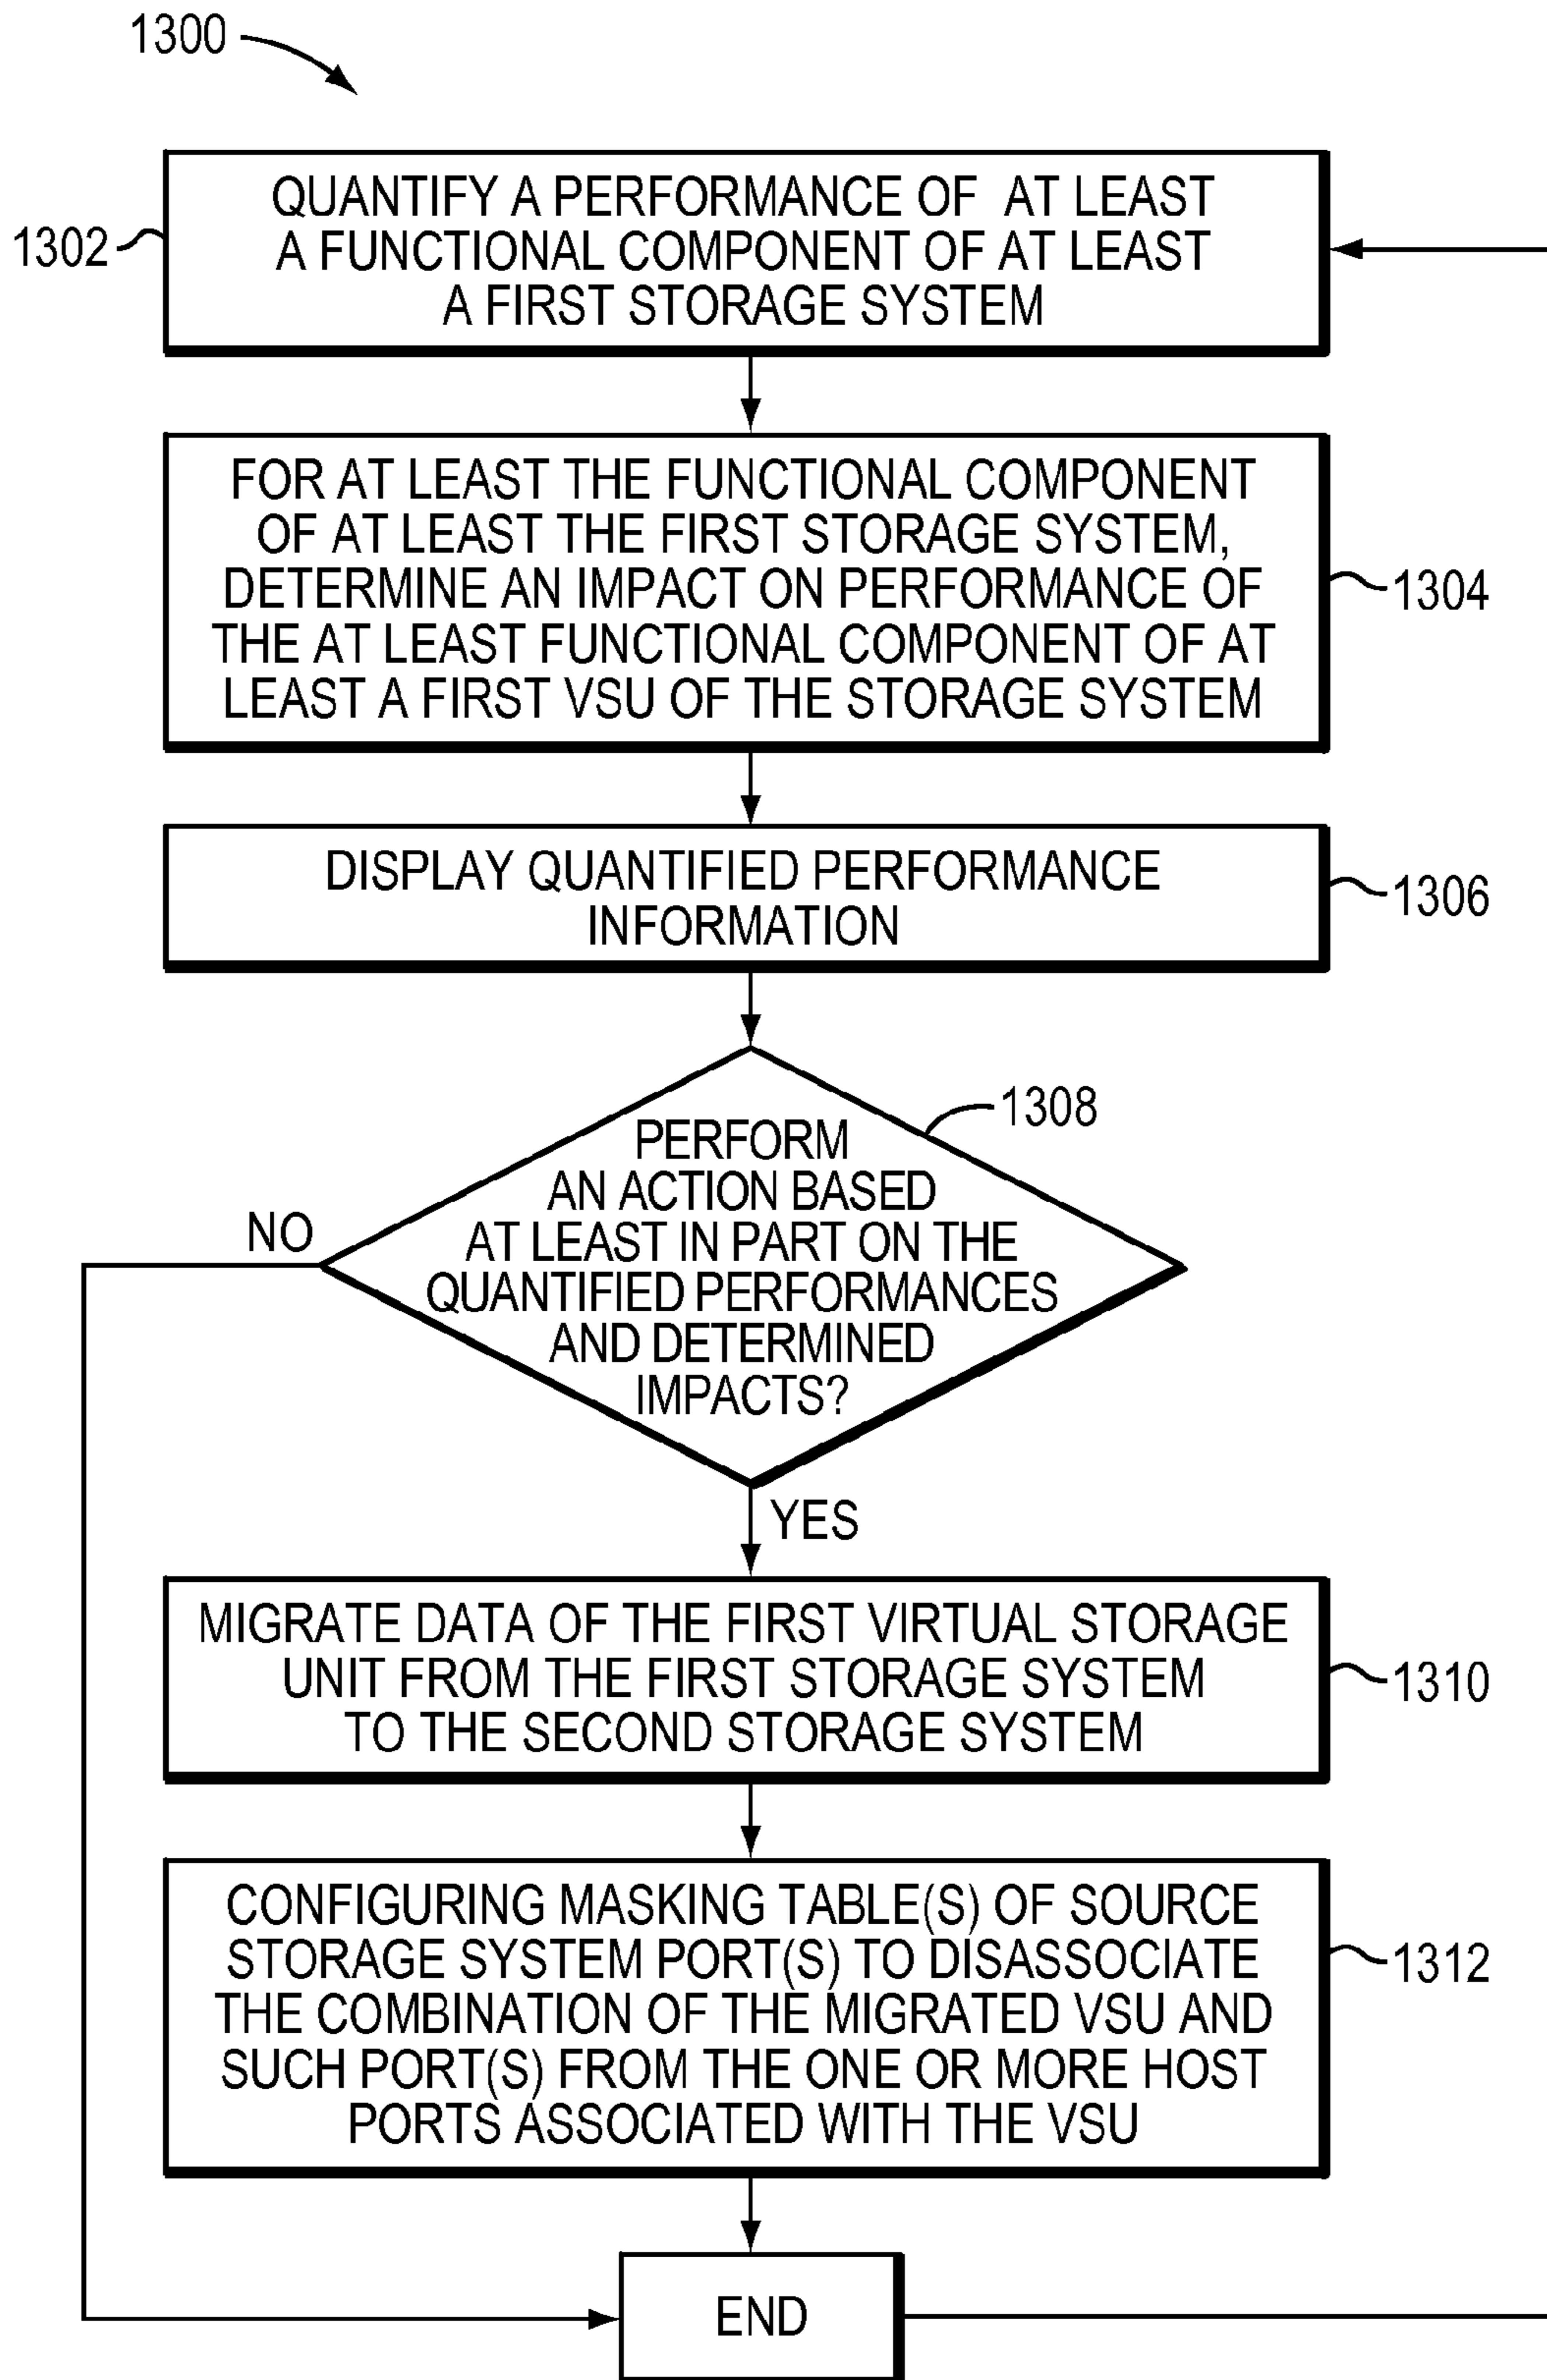 1300
QUANTIFY A PERFORMANCE OF AT LEAST
A FUNCTIONAL COMPONENT OF AT LEAST
A FIRST STORAGE SYSTEM
1302
FOR AT LEAST THE FUNCTIONAL COMPONENT
OF AT LEAST THE FIRST STORAGE SYSTEM,
DETERMINE AN IMPACT ON PERFORMANCE OF
THE AT LEAST FUNCTIONAL COMPONENT OF AT
LEAST A FIRST VSU OF THE STORAGE SYSTEM
1304
DISPLAY QUANTIFIED PERFORMANCE
INFORMATION
1306
1308
PERFORM
AN ACTION BASED
AT LEAST IN PART ON THE
QUANTIFIED PERFORMANCES
AND DETERMINED
IMPACTS?
NO
YES
MIGRATE DATA OF THE FIRST VIRTUAL STORAGE
UNIT FROM THE FIRST STORAGE SYSTEM
TO THE SECOND STORAGE SYSTEM
1310
CONFIGURING MASKING TABLE(S) OF SOURCE
STORAGE SYSTEM PORT(S) TO DISASSOCIATE
THE COMBINATION OF THE MIGRATED VSU AND
SUCH PORT(S) FROM THE ONE OR MORE HOST
PORTS ASSOCIATED WITH THE VSU
1312
END